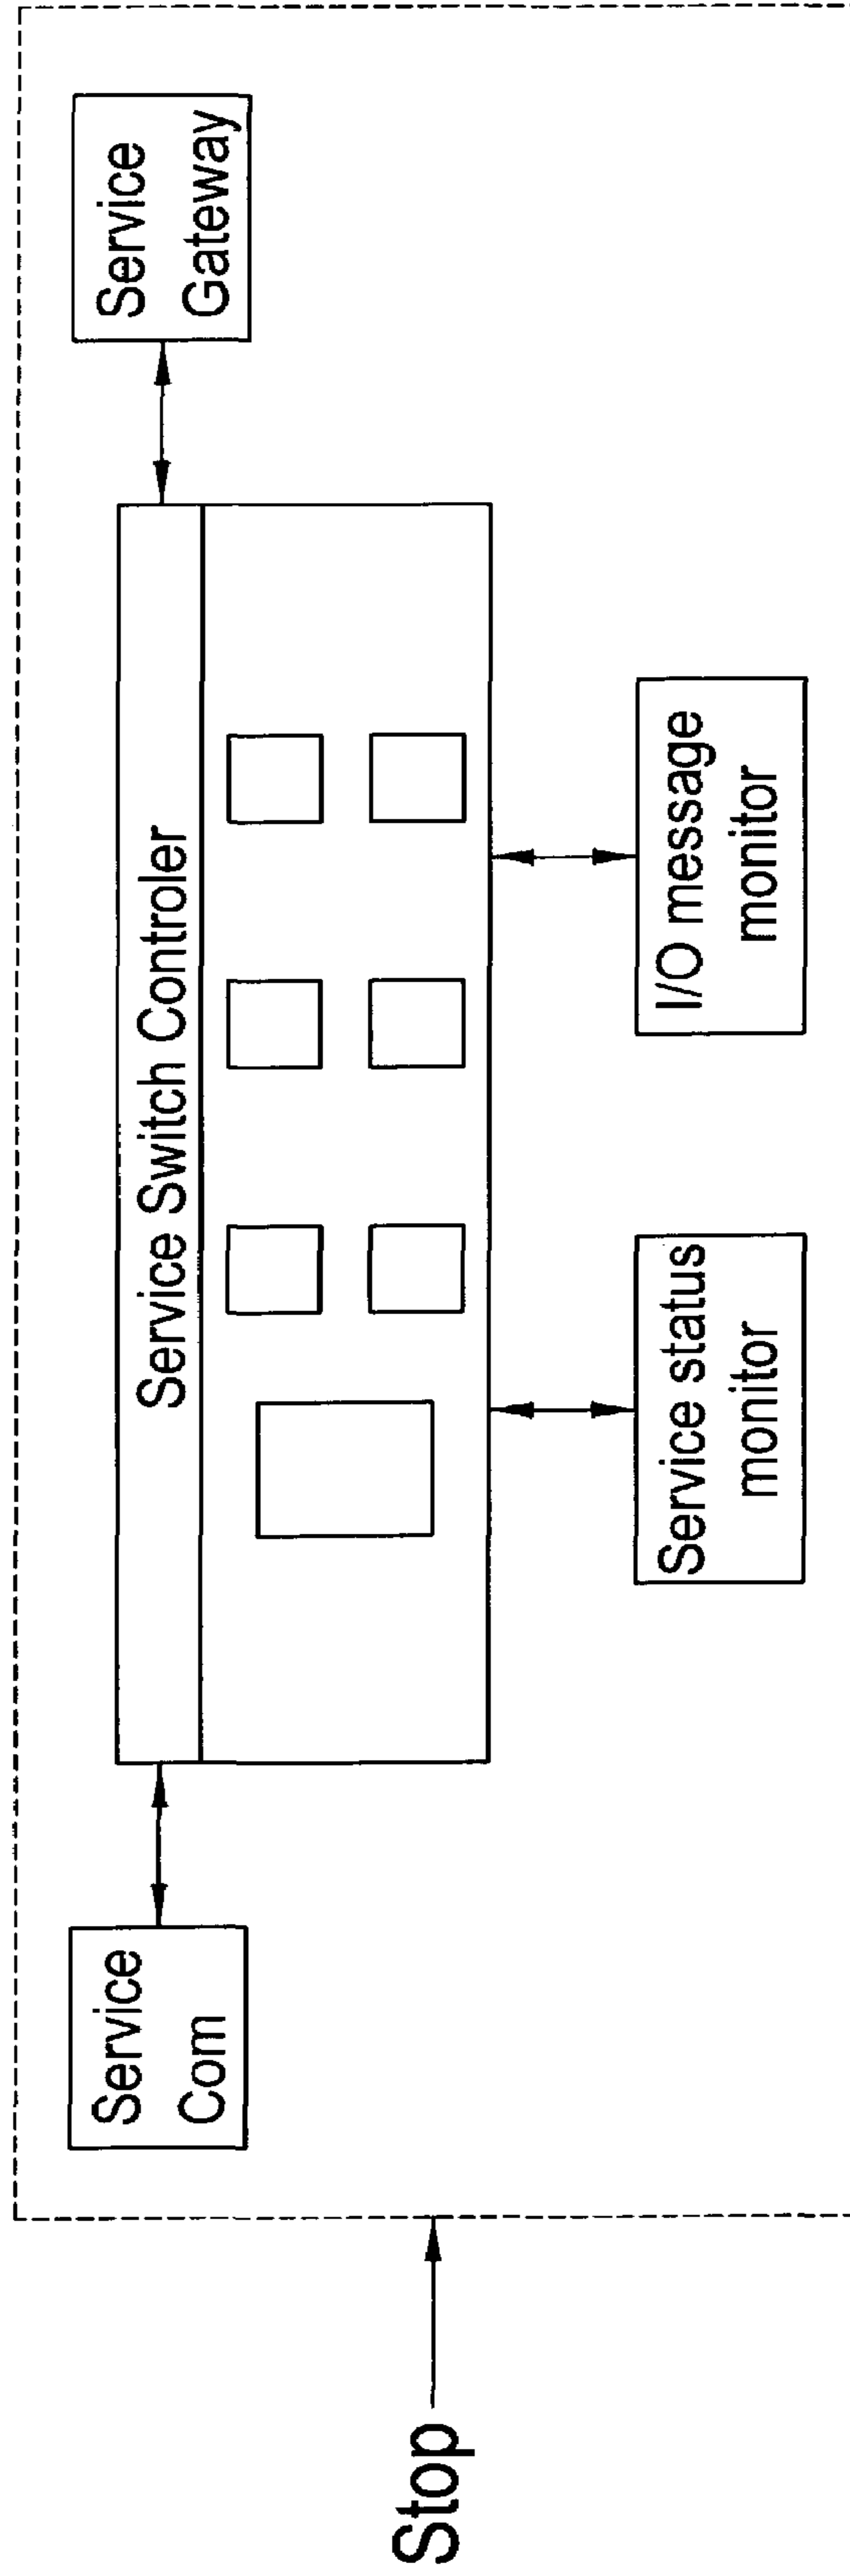 Stop
Service
Com
Service Switch Controler
Service
Gateway
Service status
monitor
I/O message
monitor